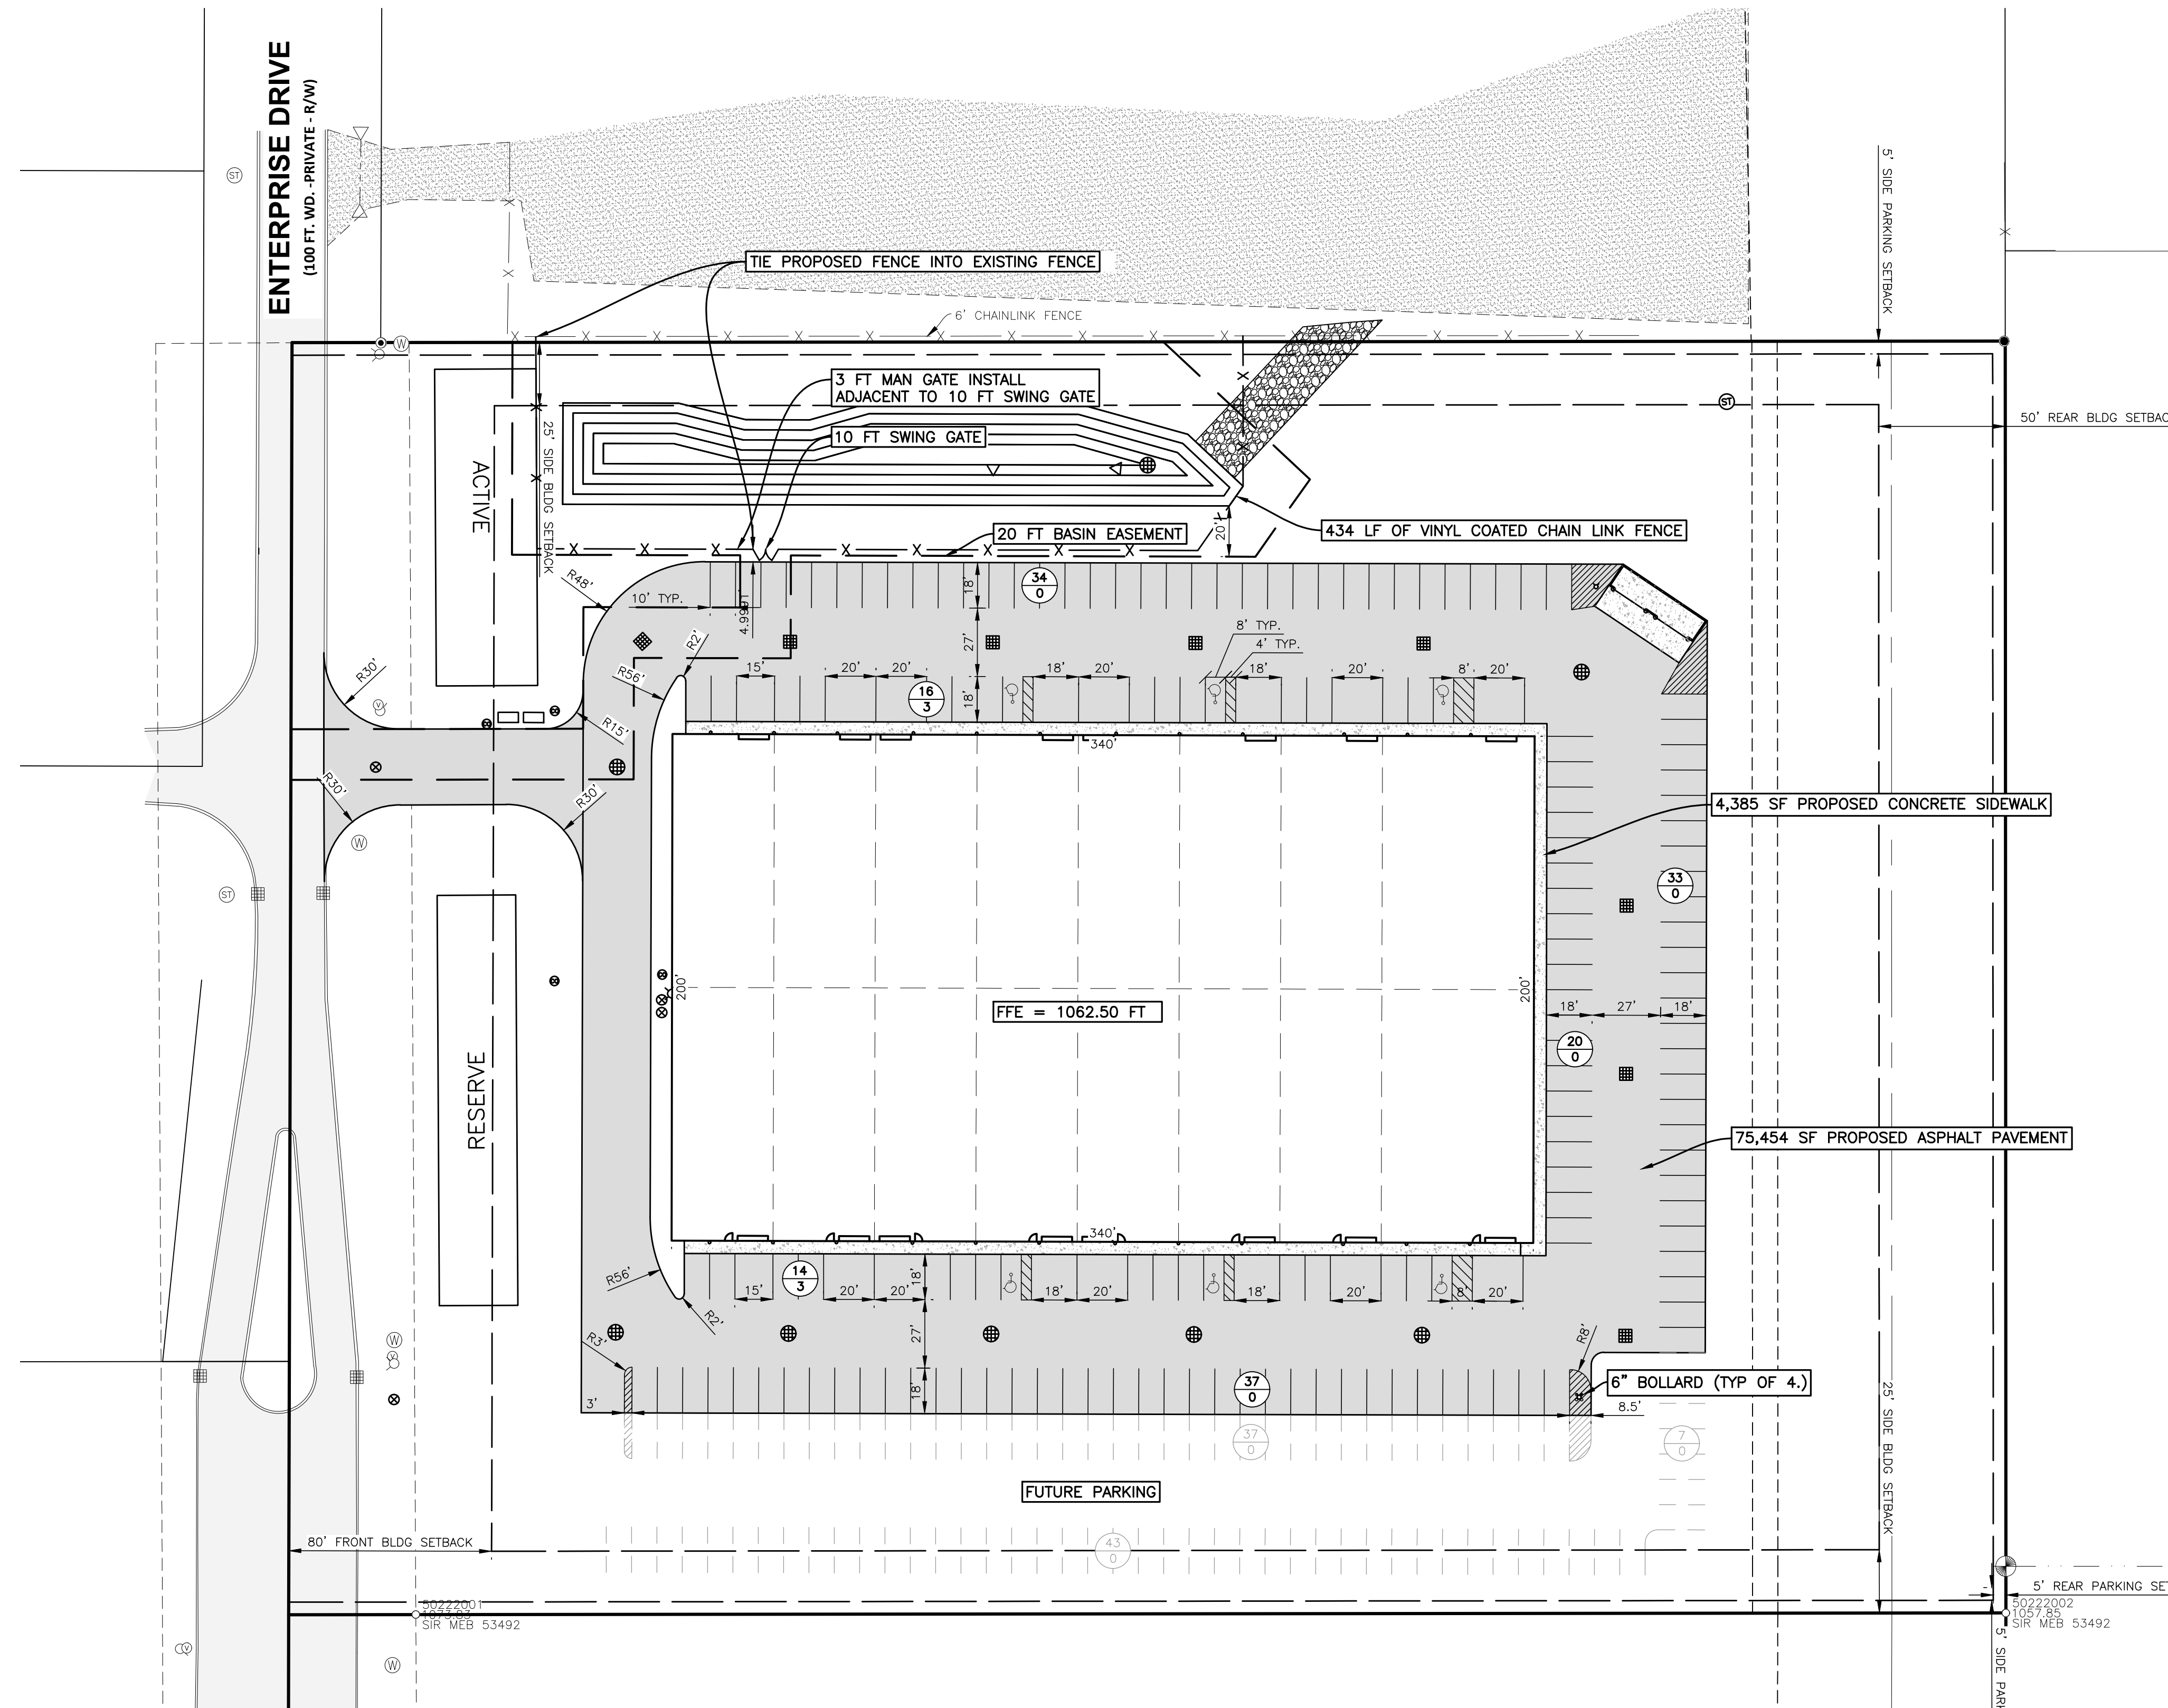 ENTERPRISE DRIVE
(100 FT. WD. -PRIVATE - R/W)
ST
5' SIDE PARKING SETBACK
TIE PROPOSED FENCE INTO EXISTING FENCE
6' CHAINLINK FENCE
W
3 FT MAN GATE INSTALL
ADJACENT TO 10 FT SWING GATE
10 FT SWING GATE
ST
50' REAR BLDG SETBAC
ACTIVE
25' SIDE BLDG SETBACK
20 FT BASIN EASEMENT
20'
434 LF OF VINYL COATED CHAIN LINK FENCE
R48'
10' TYP.
4.9991'
18'
34
0
27'
8' TYP.
4' TYP.
R2'
R56'
15'
20'
20'
18'
20'
18'
20'
8'
20'
16
3
18'
R30'
V
R15'
340'
R30'
R30'
W
4,385 SF PROPOSED CONCRETE SIDEWALK
ST
33
0
200'
200'
FFE = 1062.50 FT
18'
27'
18'
20
0
RESERVE
75,454 SF PROPOSED ASPHALT PAVEMENT
340'
R56'
14
3
18'
15'
20'
20'
18'
20'
18'
20'
8'
20'
R2'
27'
R3'
R8'
W
V
18'
37
0
6" BOLLARD (TYP OF 4.)
3'
8.5'
37
0
7
0
25' SIDE BLDG SETBACK
FUTURE PARKING
80' FRONT BLDG SETBACK
43
0
5' REAR PARKING SE
50222001
1073.83
SIR MEB 53492
50222002
1057.85
SIR MEB 53492
V
W
5' SIDE PAR